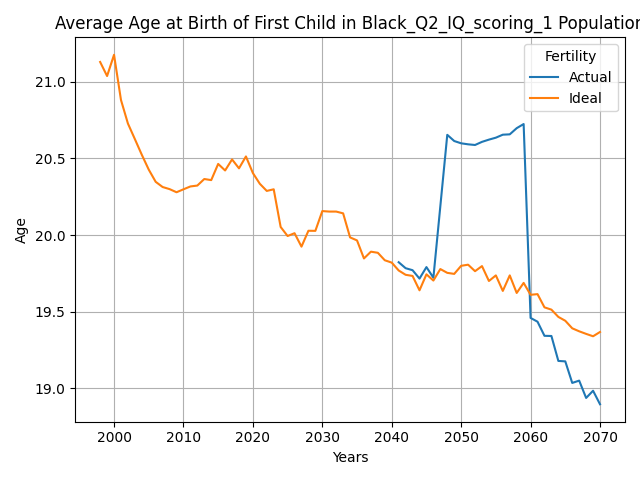 Average Age at Birth of First Child in Black_Q2_IQ_scoring_1 Population
Fertility
Actual
Ideal
21.0
20.5
20.0
19.5
19.0
Age
2000 2010 2020 2030 2040 2050 2060 2070
Years